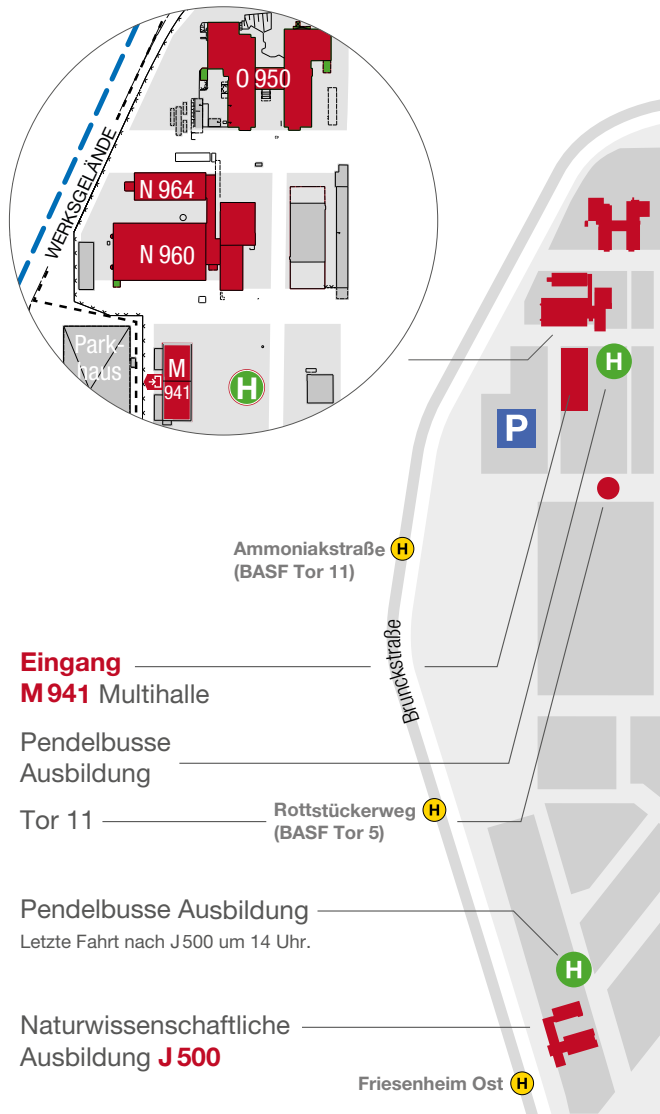 O 950
WERKSGELÄNDE
N 964
N 960
Park-
haus
M
941
H
H
P
Ammoniakstraße H
(BASF Tor 11)
Brunckstraße
Eingang
M 941 Multihalle
Pendelbusse
Ausbildung
Tor 11
Rottstückerweg H
(BASF Tor 5)
Pendelbusse Ausbildung
Letzte Fahrt nach J 500 um 14 Uhr.
H
Naturwissenschaftliche
Ausbildung J 500
Friesenheim Ost H